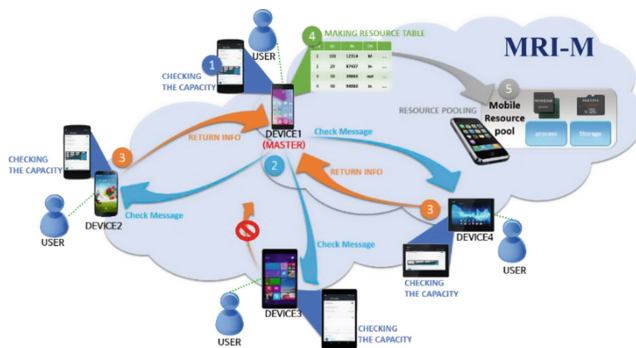 4
MAKING RESOURCE TABLE
USER
MRI-M
1
CHECKING
THE CAPACITY
5
Mobile
Resource
pool
process
Storage
RESOURCE POOLING
DEVICE1
(MASTER)
Check Message
RETURN INFO
2
CHECKING
THE CAPACITY
3
RETURN INFO
3
Check Message
DEVICE2
USER
Check Message
DEVICE4
USER
CHECKING
THE CAPACITY
DEVICE3
USER
CHECKING
THE CAPACITY